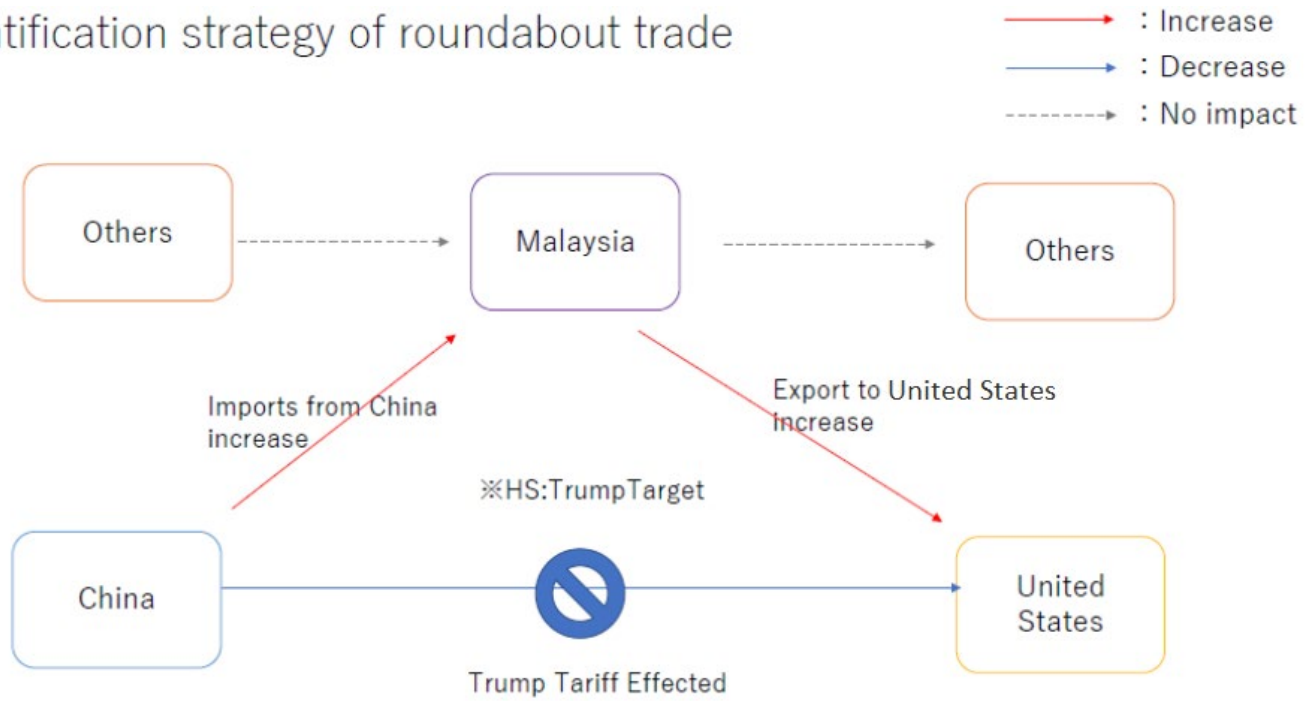 tification strategy of roundabout trade
：Increase
：Decrease
：No impact
Others
Malaysia
Others
Imports from China
increase
Export to United States
increase
※HS:TrumpTarget
China
United
States
Trump Tariff Effected